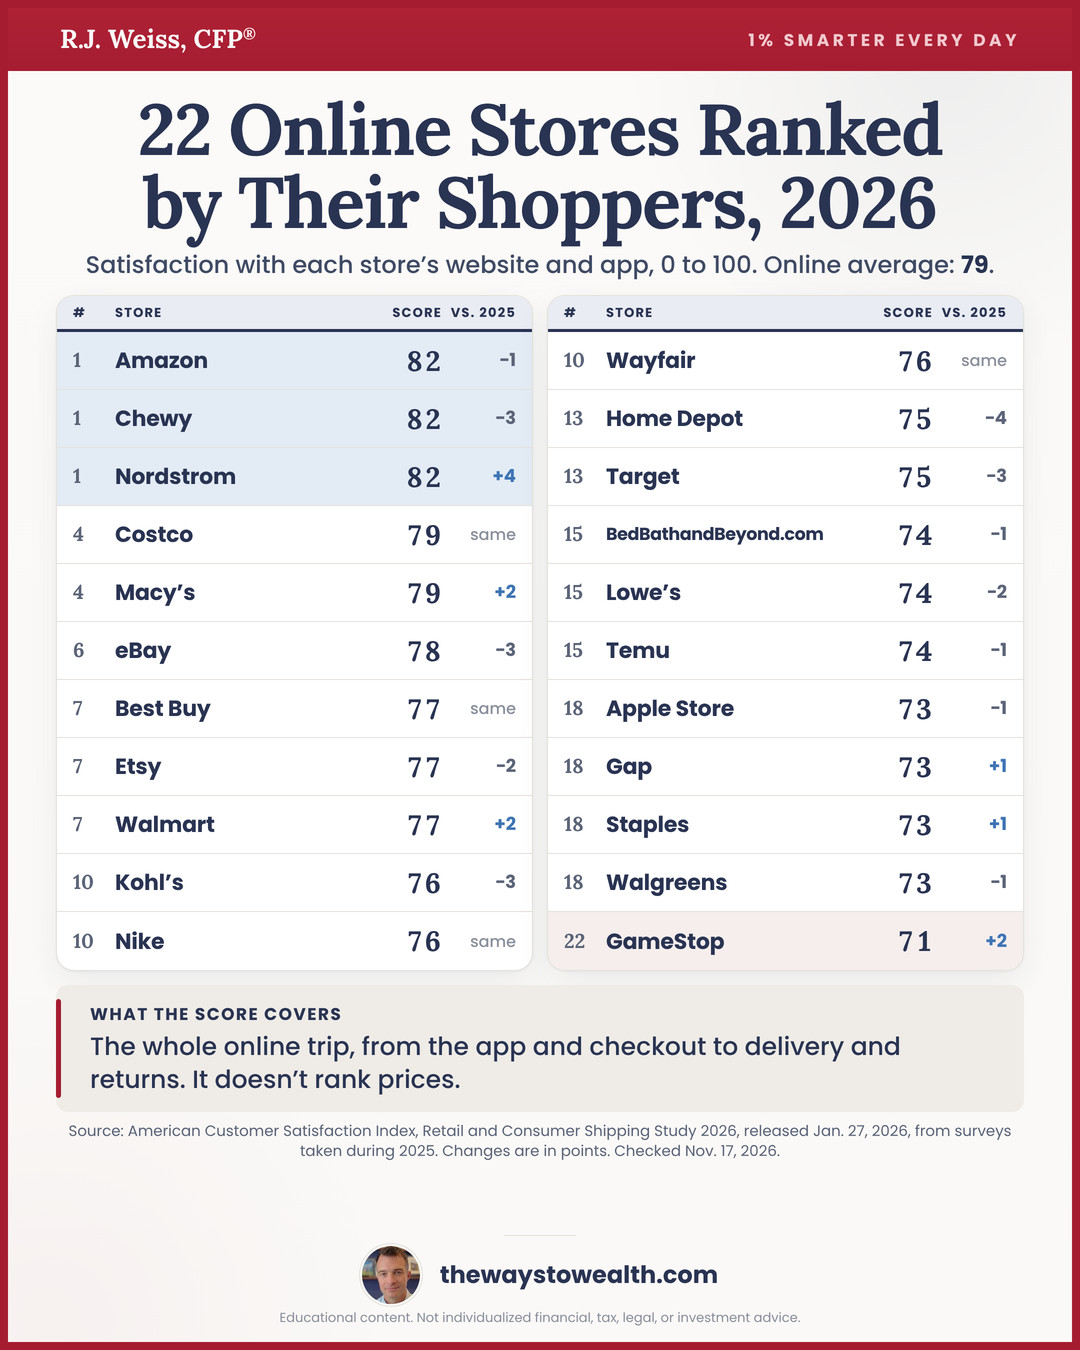 R.J. Weiss, CFP®
1% SMARTER EVERY DAY
22 Online Stores Ranked
by Their Shoppers, 2026
Satisfaction with each store’s website and app, 0 to 100. Online average: 79.
# STORE SCORE VS. 2025
1 Amazon 82 −1
1 Chewy 82 −3
1 Nordstrom 82 +4
4 Costco 79 same
4 Macy’s 79 +2
6 eBay 78 −3
7 Best Buy 77 same
7 Etsy 77 −2
7 Walmart 77 +2
10 Kohl’s 76 −3
10 Nike 76 same
# STORE SCORE VS. 2025
10 Wayfair 76 same
13 Home Depot 75 −4
13 Target 75 −3
15 BedBathandBeyond.com 74 −1
15 Lowe’s 74 −2
15 Temu 74 −1
18 Apple Store 73 −1
18 Gap 73 +1
18 Staples 73 +1
18 Walgreens 73 −1
22 GameStop 71 +2
WHAT THE SCORE COVERS
The whole online trip, from the app and checkout to delivery and
returns. It doesn’t rank prices.
Source: American Customer Satisfaction Index, Retail and Consumer Shipping Study 2026, released Jan. 27, 2026, from surveys
taken during 2025. Changes are in points. Checked Nov. 17, 2026.
thewaystowealth.com
Educational content. Not individualized financial, tax, legal, or investment advice.